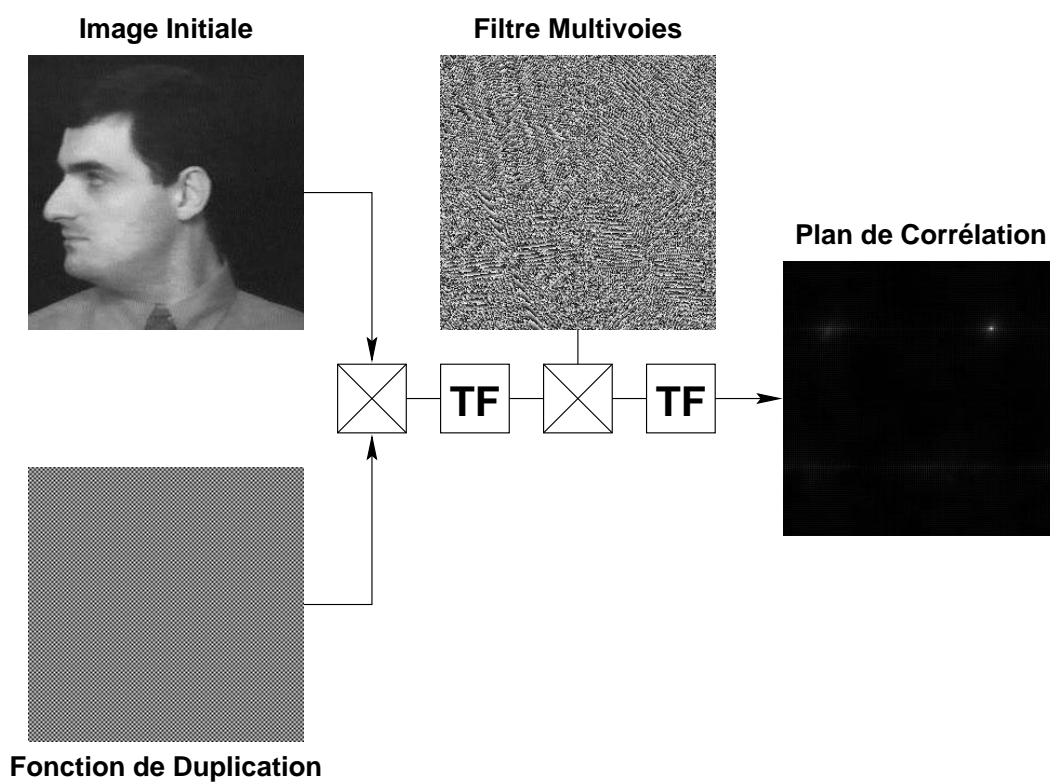 Image Initiale
Filtre Multivoies
Plan de Corrélation
TF
TF
Fonction de Duplication